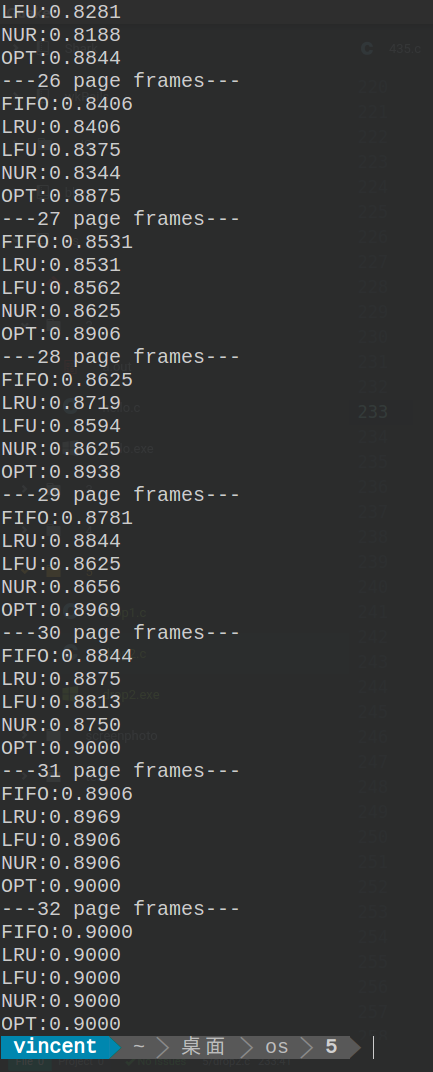 LFU:0.8281
NUR:0.8188
OPT:0.8844
---26 page frames---
FIFO:0.8406
LRU:0.8406
LFU:0.8375
NUR:0.8344
OPT:0.8875
---27 page frames---
FIFO:0.8531
LRU:0.8531
LFU:0.8562
NUR:0.8625
OPT:0.8906
---28 page frames---
FIFO:0.8625
LRU:0.8719
LFU:0.8594
NUR:0.8625
OPT:0.8938
---29 page frames---
FIFO:0.8781
LRU:0.8844
LFU:0.8625
NUR:0.8656
OPT:0.8969
---30 page frames---
FIFO:0.8844
LRU:0.8875
LFU:0.8813
NUR:0.8750
OPT:0.9000
---31 page frames---
FIFO:0.8906
LRU:0.8969
LFU:0.8906
NUR:0.8906
OPT:0.9000
---32 page frames---
FIFO:0.9000
LRU:0.9000
LFU:0.9000
NUR:0.9000
OPT:0.9000
vincent ~ 桌面 os 5
233